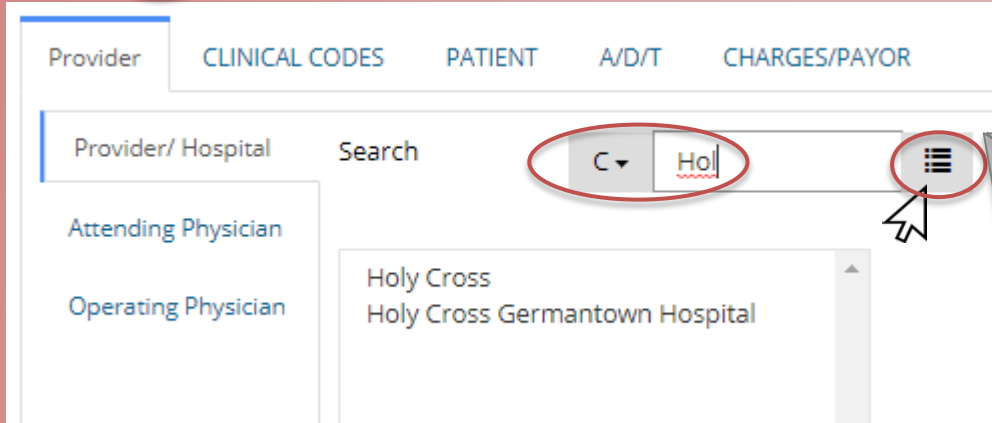 Provider CLINICAL CODES PATIENT A/D/T CHARGES/PAYOR
Provider/ Hospital Search C Hol
Attending Physician
Operating Physician
Holy Cross
Holy Cross Germantown Hospital